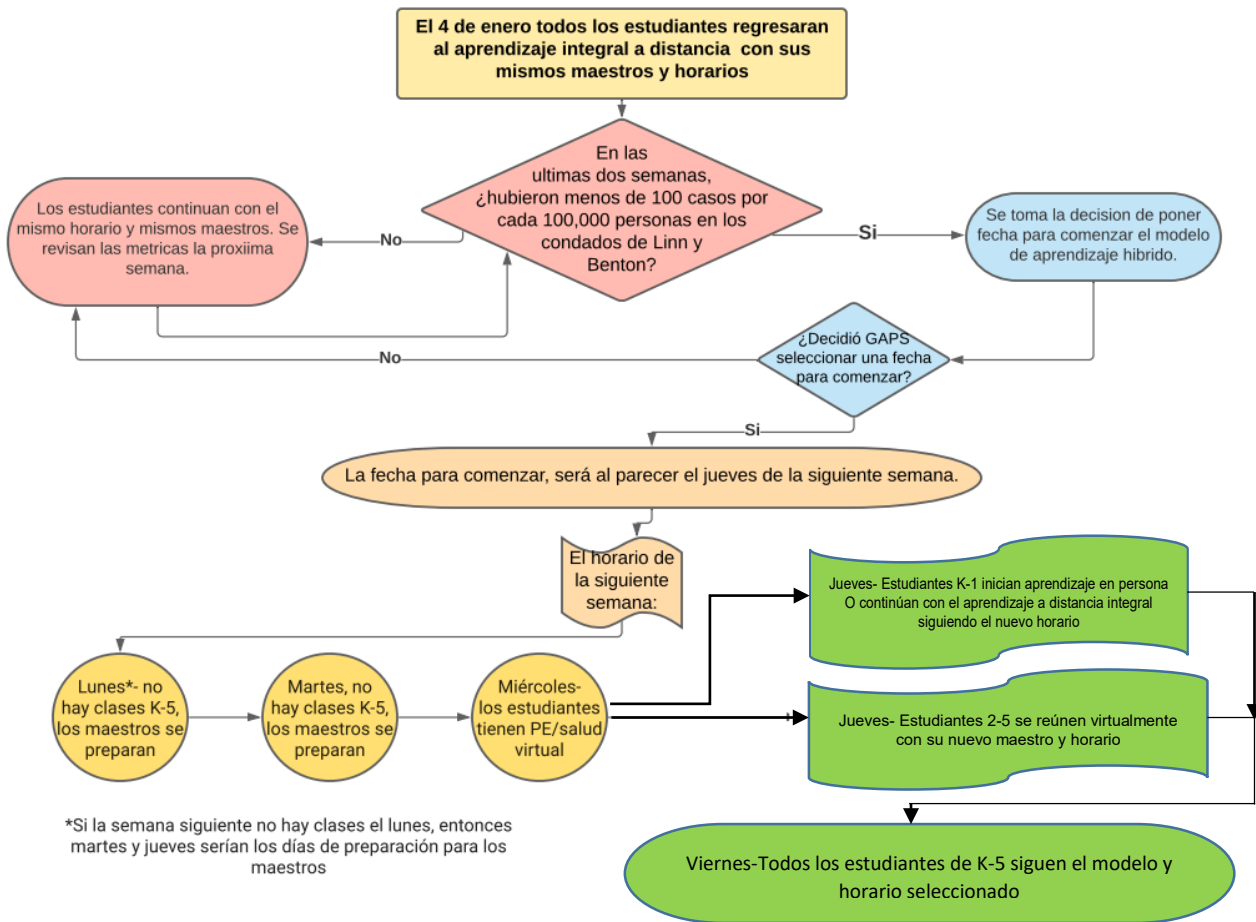 El 4 de enero todos los estudiantes regresaran
al aprendizaje integral a distancia con sus
mismos maestros y horarios
En las
ultimas dos semanas,
¿hubieron menos de 100 casos por
cada 100,000 personas en los
condados de Linn y
Benton?
No
Los estudiantes continuan con el
mismo horario y mismos maestros. Se
revisan las metricas la proxiima
semana.
Si
Se toma la decision de poner
fecha para comenzar el modelo
de aprendizaje hibrido.
¿Decidió GAPS
seleccionar una fecha
para comenzar?
No
Si
La fecha para comenzar, será al parecer el jueves de la siguiente semana.
El horario de
la siguiente
semana:
Lunes*- no
hay clases K-5,
los maestros se
preparan
Martes, no
hay clases K-5,
los maestros se
preparan
Miércoles-
los estudiantes
tienen PE/salud
virtual
Jueves- Estudiantes K-1 inician aprendizaje en persona
O continúan con el aprendizaje a distancia integral
siguiendo el nuevo horario
Jueves- Estudiantes 2-5 se reúnen virtualmente
con su nuevo maestro y horario
Viernes-Todos los estudiantes de K-5 siguen el modelo y
horario seleccionado
*Si la semana siguiente no hay clases el lunes, entonces
martes y jueves serían los días de preparación para los
maestros